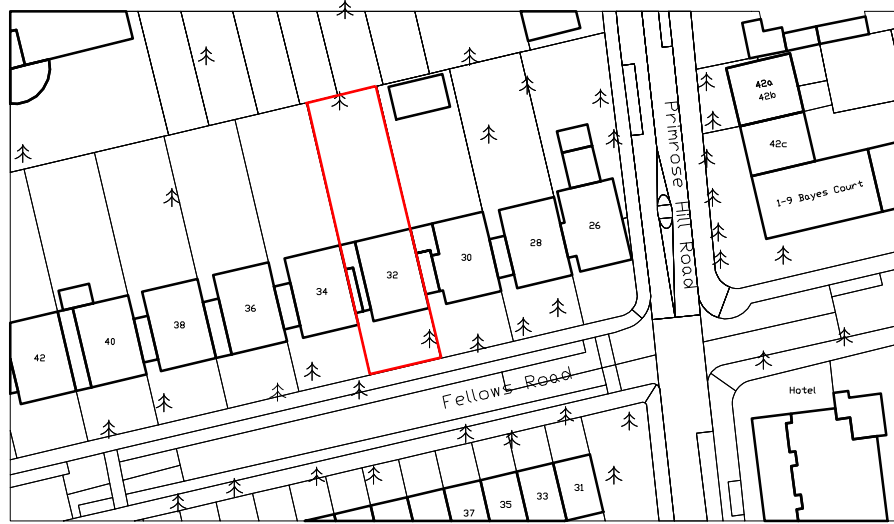 42a
42b
42c
1-9 Bayes Court
Primrose Hill Road
26
28
30
32
34
36
38
40
42
Fellows Road
Hotel
31
33
35
37